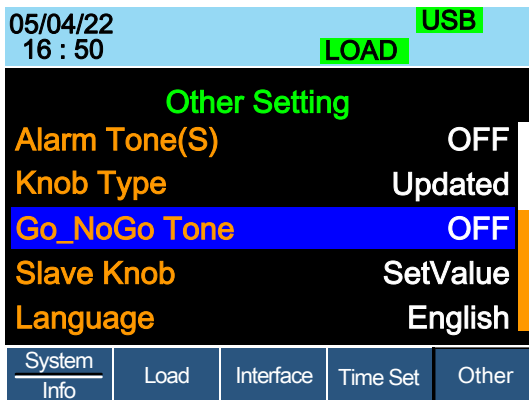 05/04/22 USB
16 : 50 LOAD
Other Setting
Alarm Tone(S) OFF
Knob Type Updated
Go_NoGo Tone OFF
Slave Knob SetValue
Language English
System Info Load Interface Time Set Other